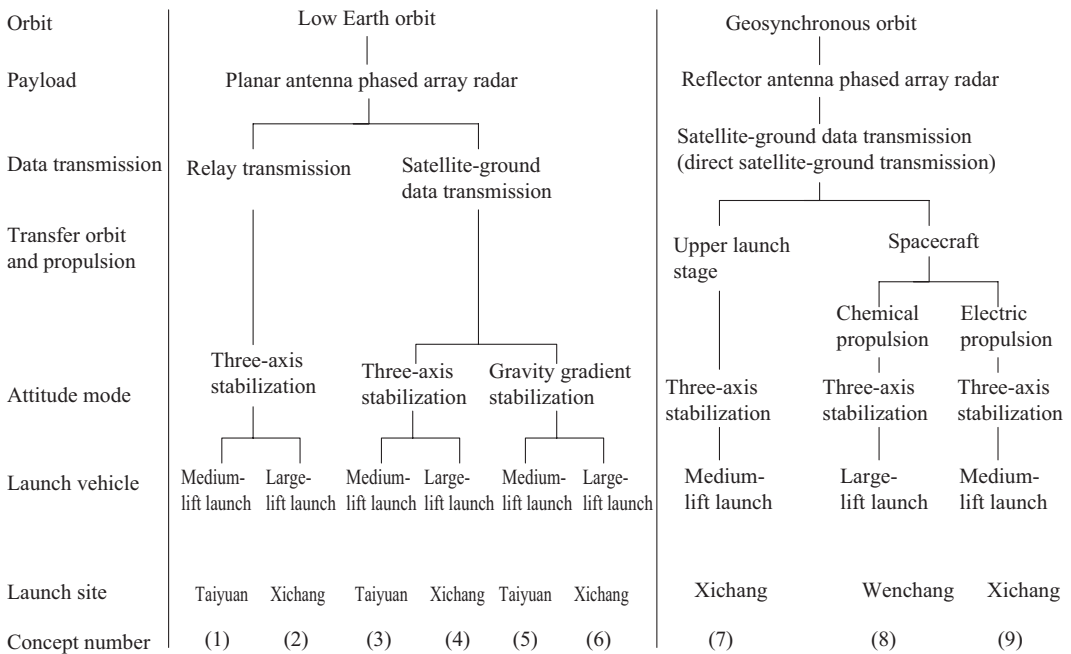 Orbit
Low Earth orbit
Geosynchronous orbit
Payload
Planar antenna phased array radar
Reflector antenna phased array radar
Data transmission
Relay transmission
Satellite-ground
data transmission
Satellite-ground data transmission
(direct satellite-ground transmission)
Transfer orbit
and propulsion
Upper launch
stage
Spacecraft
Chemical
propulsion
Electric
propulsion
Attitude mode
Three-axis
stabilization
Three-axis
stabilization
Gravity gradient
stabilization
Three-axis
stabilization
Three-axis
stabilization
Three-axis
stabilization
Launch vehicle
Medium-
lift launch
Large-
lift launch
Medium-
lift launch
Large-
lift launch
Medium-
lift launch
Large-
lift launch
Medium-
lift launch
Large-
lift launch
Medium-
lift launch
Launch site
Taiyuan
Xichang
Taiyuan
Xichang
Taiyuan
Xichang
Xichang
Wenchang
Xichang
Concept number
(1)
(2)
(3)
(4)
(5)
(6)
(7)
(8)
(9)